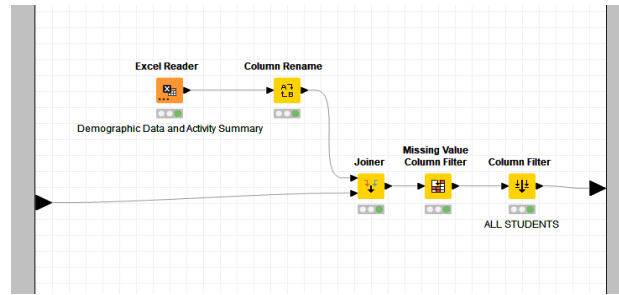 Excel Reader
Column Rename
Demographic Data and Activity Summary
Joiner
Missing Value
Column Filter
Column Filter
ALL STUDENTS